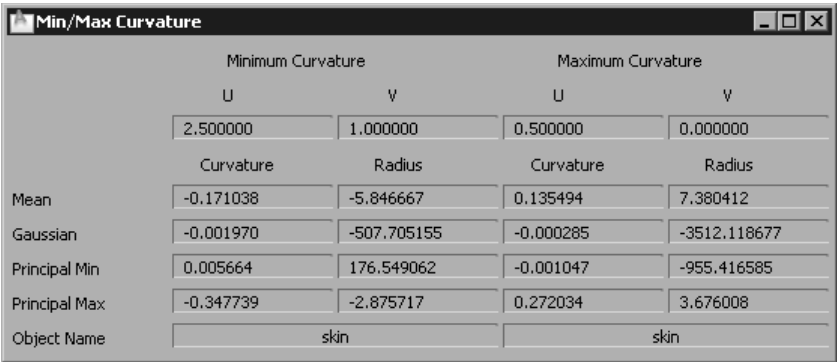 Min/Max Curvature
Minimum Curvature Maximum Curvature
U V U V
2.500000 1.000000 0.500000 0.000000
Curvature Radius Curvature Radius
Mean -0.171038 -5.846667 0.135494 7.380412
Gaussian -0.001970 -507.705155 -0.000285 -3512.118677
Principal Min 0.005664 176.549062 -0.001047 -955.416585
Principal Max -0.347739 -2.875717 0.272034 3.676008
Object Name skin skin